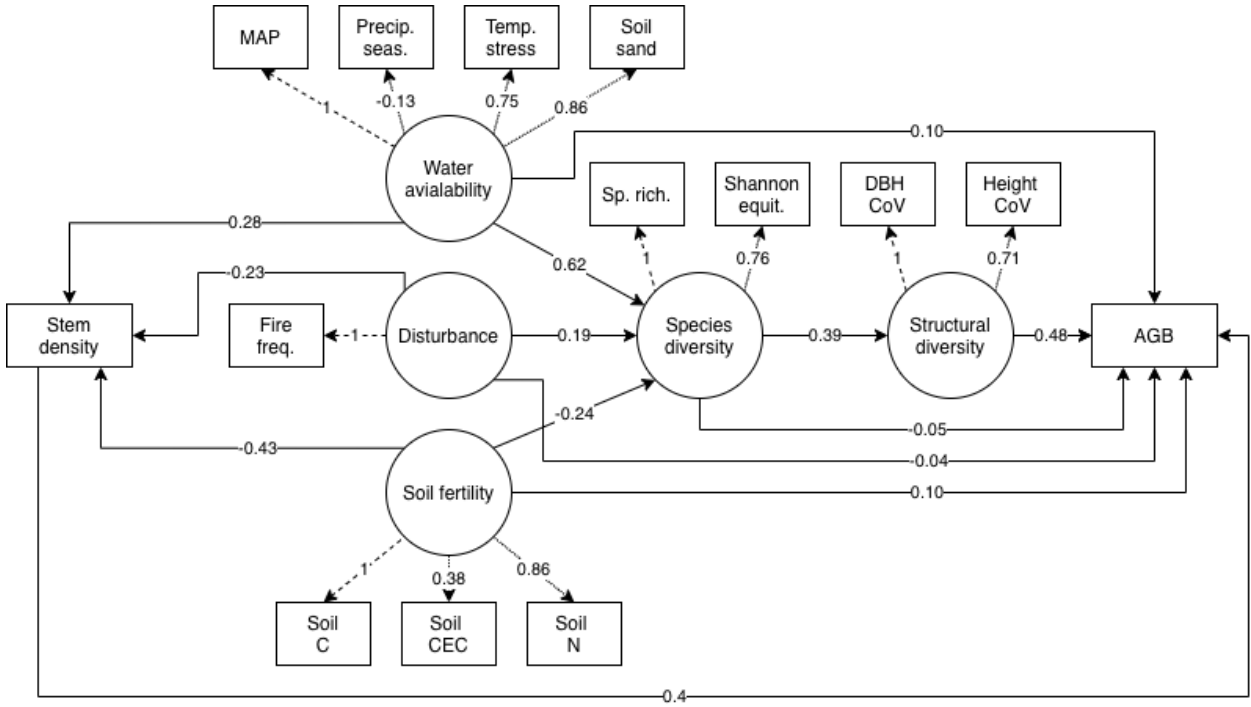 MAP
Precip.
seas.
Temp.
stress
Soil
sand
1
-0.13
0.75
0.86
0.10
Water
avialability
Sp. rich.
Shannon
equit.
DBH
CoV
Height
CoV
0.28
0.62
1
0.76
1
0.71
-0.23
Stem
density
Fire
freq.
1
Disturbance
0.19
Species
diversity
0.39
Structural
diversity
0.48
AGB
-0.24
-0.05
-0.43
-0.04
Soil fertility
0.10
1
0.38
0.86
Soil
C
Soil
CEC
Soil
N
0.4